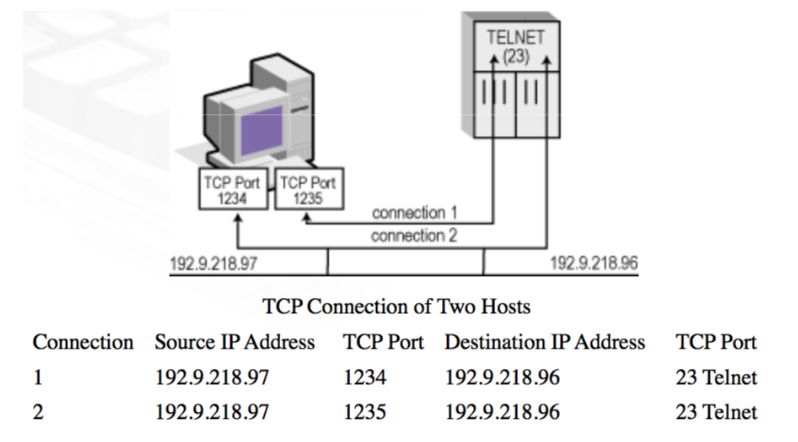 TELNET
(23)
TCP Port
1234
TCP Port
1235
connection 1
connection 2
192.9.218.97
192.9.218.96
TCP Connection of Two Hosts
Connection Source IP Address TCP Port Destination IP Address TCP Port
1 192.9.218.97 1234 192.9.218.96 23 Telnet
2 192.9.218.97 1235 192.9.218.96 23 Telnet